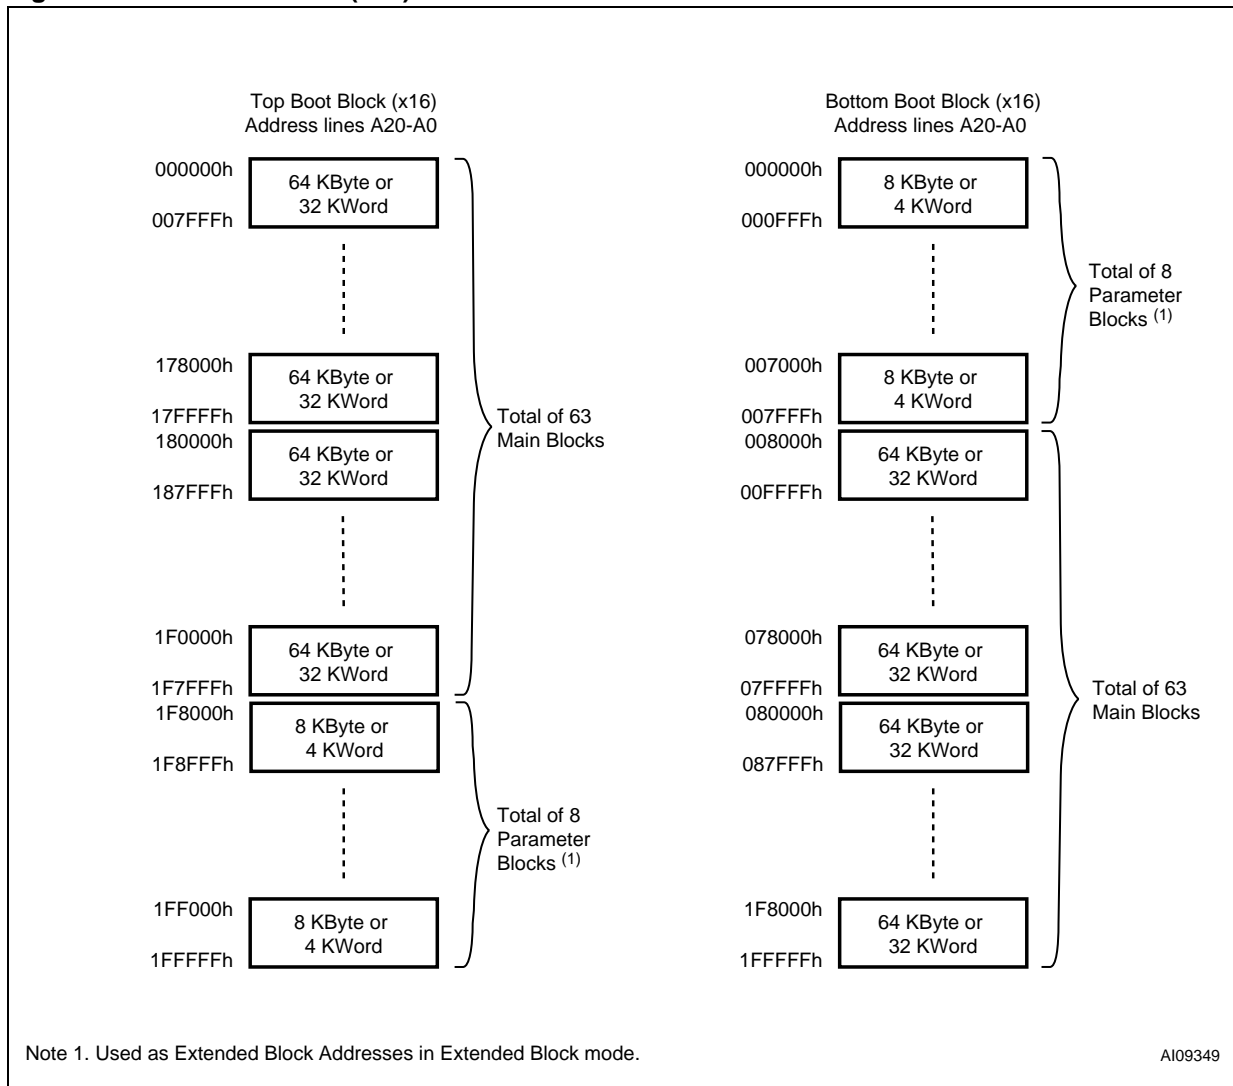 Top Boot Block (x16)
Address lines A20-A0
000000h
64 KByte or
32 KWord
007FFFh
178000h
64 KByte or
32 KWord
17FFFFh
180000h
64 KByte or
32 KWord
187FFFh
Total of 63
Main Blocks
1F0000h
64 KByte or
32 KWord
1F7FFFh
1F8000h
8 KByte or
4 KWord
1F8FFFh
Total of 8
Parameter
Blocks (1)
1FF000h
8 KByte or
4 KWord
1FFFFFh
Bottom Boot Block (x16)
Address lines A20-A0
000000h
8 KByte or
4 KWord
000FFFh
Total of 8
Parameter
Blocks (1)
007000h
8 KByte or
4 KWord
007FFFh
008000h
64 KByte or
32 KWord
00FFFFh
078000h
64 KByte or
32 KWord
07FFFFh
080000h
64 KByte or
32 KWord
087FFFh
Total of 63
Main Blocks
1F8000h
64 KByte or
32 KWord
1FFFFFh
Note 1. Used as Extended Block Addresses in Extended Block mode.
AI09349